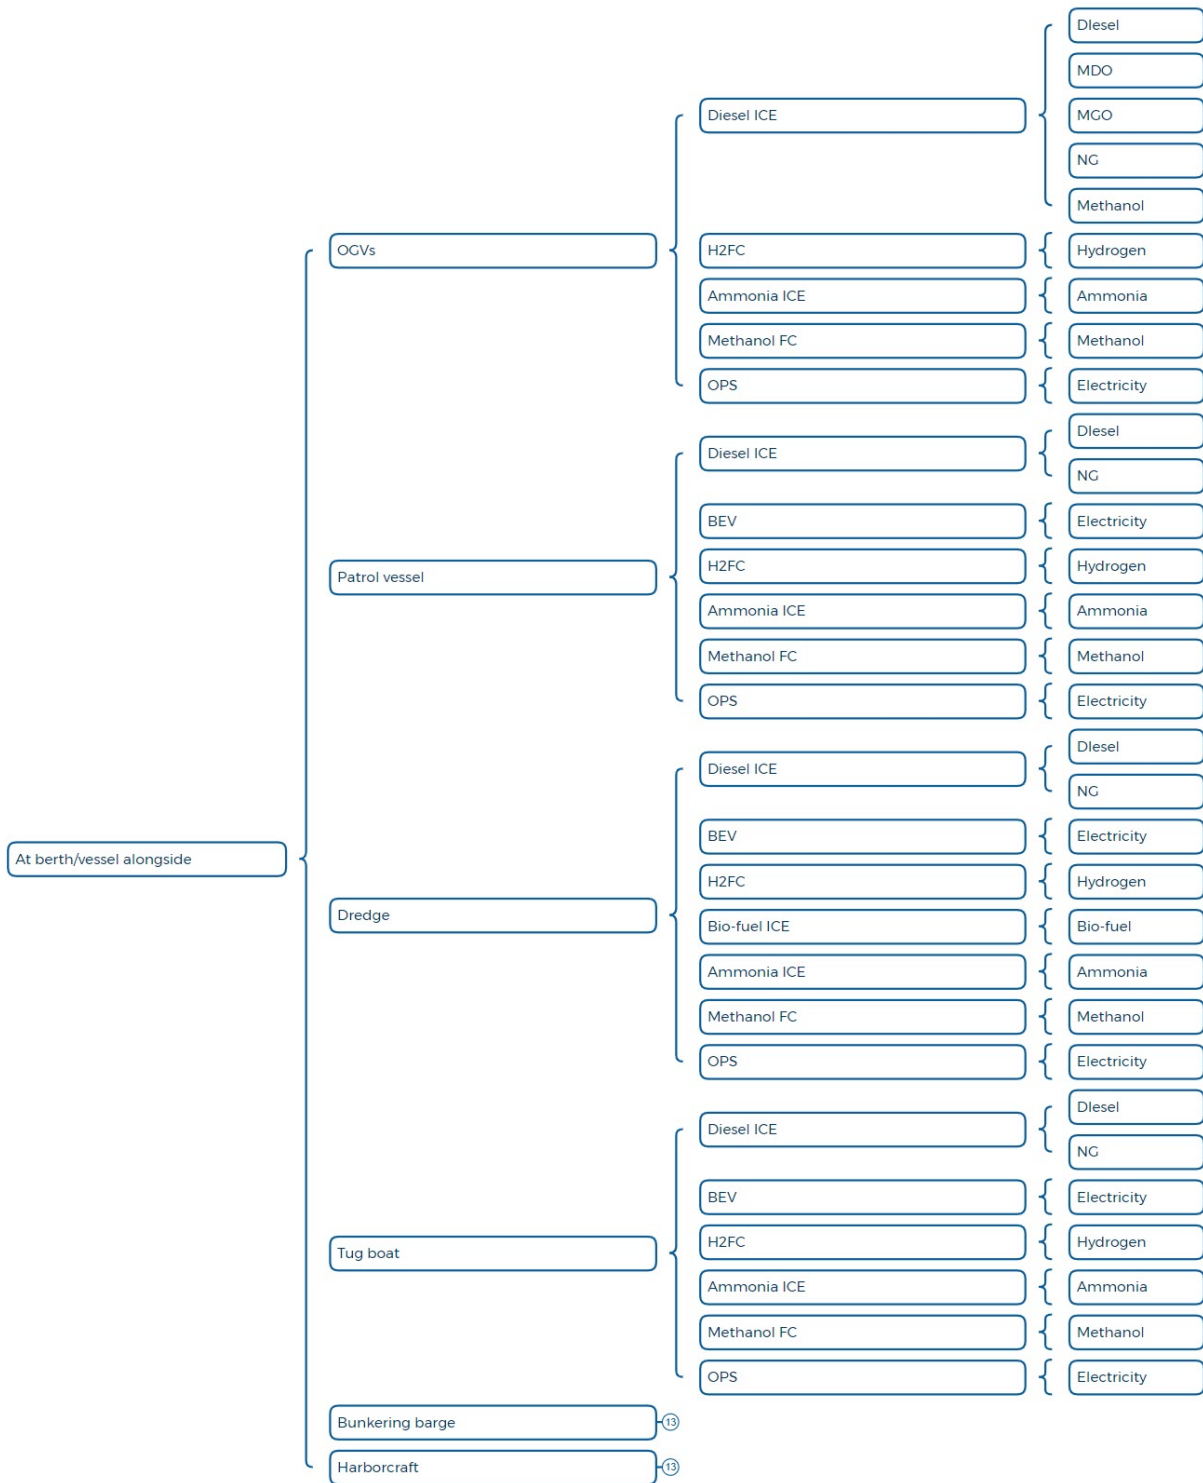 At berth/vessel alongside
OGVs
Diesel ICE
DIesel
MDO
MGO
NG
Methanol
H2FC
Hydrogen
Ammonia ICE
Ammonia
Methanol FC
Methanol
OPS
Electricity
Patrol vessel
Diesel ICE
DIesel
NG
BEV
Electricity
H2FC
Hydrogen
Ammonia ICE
Ammonia
Methanol FC
Methanol
OPS
Electricity
Dredge
Diesel ICE
DIesel
NG
BEV
Electricity
H2FC
Hydrogen
Bio-fuel ICE
Bio-fuel
Ammonia ICE
Ammonia
Methanol FC
Methanol
OPS
Electricity
Tug boat
Diesel ICE
DIesel
NG
BEV
Electricity
H2FC
Hydrogen
Ammonia ICE
Ammonia
Methanol FC
Methanol
OPS
Electricity
Bunkering barge
13
Harborcraft
13